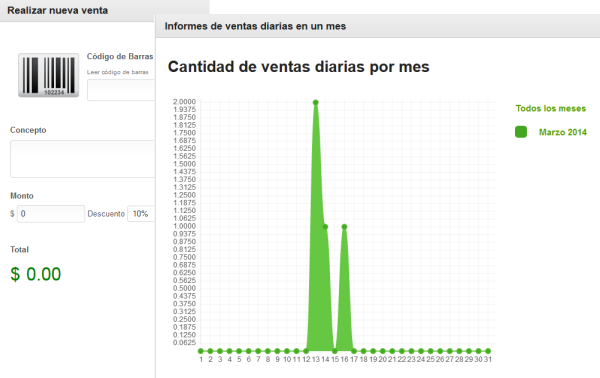 Realizar nueva venta
Código de Barras
Leer código de barras
102234
Concepto
Monto
$ 0 Descuento 10%
Total
$ 0.00
Informes de ventas diarias en un mes
Cantidad de ventas diarias por mes
2.0000
1.9375
1.8750
1.8125
1.7500
1.6875
1.6250
1.5625
1.5000
1.4375
1.3750
1.3125
1.2500
1.1875
1.1250
1.0625
1.0000
0.9375
0.8750
0.8125
0.7500
0.6875
0.6250
0.5625
0.5000
0.4375
0.3750
0.3125
0.2500
0.1875
0.1250
0.0625
1 2 3 4 5 6 7 8 9 10 11 12 13 14 15 16 17 18 19 20 21 22 23 24 25 26 27 28 29 30 31
Todos los meses
Marzo 2014